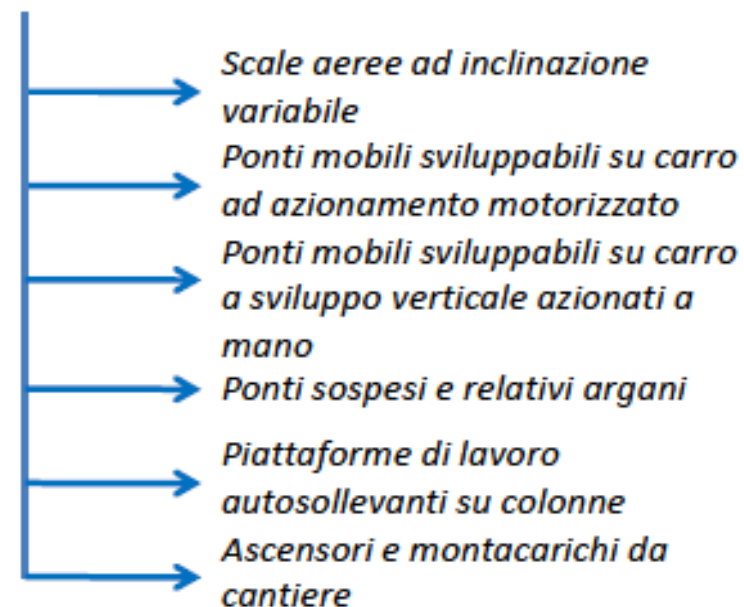 Scale aeree ad inclinazione
variabile
Ponti mobili sviluppabili su carro
ad azionamento motorizzato
Ponti mobili sviluppabili su carro
a sviluppo verticale azionati a
mano
Ponti sospesi e relativi argani
Piattaforme di lavoro
autosollevanti su colonne
Ascensori e montacarichi da
cantiere